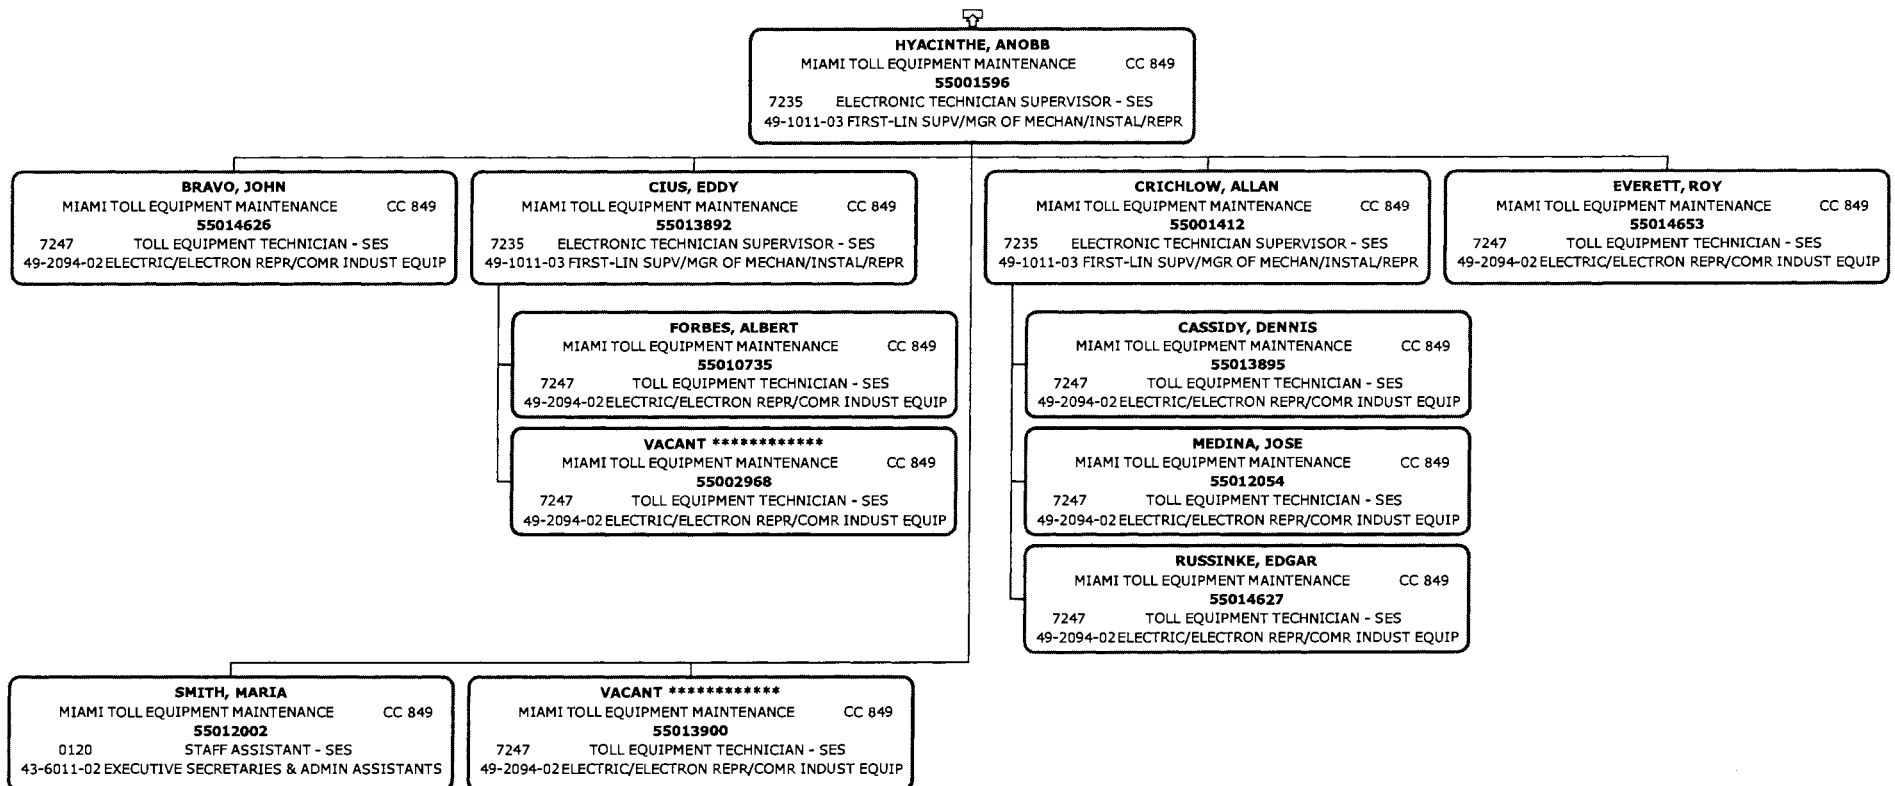 HYACINTHE, ANOBB
MIAMI TOLL EQUIPMENT MAINTENANCE CC 849
55001596
7235 ELECTRONIC TECHNICIAN SUPERVISOR - SES
49-1011-03 FIRST-LIN SUPV/MGR OF MECHAN/INSTAL/REPR
BRAVO, JOHN
MIAMI TOLL EQUIPMENT MAINTENANCE CC 849
55014626
7247 TOLL EQUIPMENT TECHNICIAN - SES
49-2094-02 ELECTRIC/ELECTRON REPR/COMR INDUST EQUIP
CIUS, EDDY
MIAMI TOLL EQUIPMENT MAINTENANCE CC 849
55013892
7235 ELECTRONIC TECHNICIAN SUPERVISOR - SES
49-1011-03 FIRST-LIN SUPV/MGR OF MECHAN/INSTAL/REPR
CRICHLOW, ALLAN
MIAMI TOLL EQUIPMENT MAINTENANCE CC 849
55001412
7235 ELECTRONIC TECHNICIAN SUPERVISOR - SES
49-1011-03 FIRST-LIN SUPV/MGR OF MECHAN/INSTAL/REPR
EVERETT, ROY
MIAMI TOLL EQUIPMENT MAINTENANCE CC 849
55014653
7247 TOLL EQUIPMENT TECHNICIAN - SES
49-2094-02 ELECTRIC/ELECTRON REPR/COMR INDUST EQUIP
FORBES, ALBERT
MIAMI TOLL EQUIPMENT MAINTENANCE CC 849
55010735
7247 TOLL EQUIPMENT TECHNICIAN - SES
49-2094-02 ELECTRIC/ELECTRON REPR/COMR INDUST EQUIP
VACANT ************
MIAMI TOLL EQUIPMENT MAINTENANCE CC 849
55002968
7247 TOLL EQUIPMENT TECHNICIAN - SES
49-2094-02 ELECTRIC/ELECTRON REPR/COMR INDUST EQUIP
CASSIDY, DENNIS
MIAMI TOLL EQUIPMENT MAINTENANCE CC 849
55013895
7247 TOLL EQUIPMENT TECHNICIAN - SES
49-2094-02 ELECTRIC/ELECTRON REPR/COMR INDUST EQUIP
MEDINA, JOSE
MIAMI TOLL EQUIPMENT MAINTENANCE CC 849
55012054
7247 TOLL EQUIPMENT TECHNICIAN - SES
49-2094-02 ELECTRIC/ELECTRON REPR/COMR INDUST EQUIP
RUSSINKE, EDGAR
MIAMI TOLL EQUIPMENT MAINTENANCE CC 849
55014627
7247 TOLL EQUIPMENT TECHNICIAN - SES
49-2094-02 ELECTRIC/ELECTRON REPR/COMR INDUST EQUIP
SMITH, MARIA
MIAMI TOLL EQUIPMENT MAINTENANCE CC 849
55012002
0120 STAFF ASSISTANT - SES
43-6011-02 EXECUTIVE SECRETARIES & ADMIN ASSISTANTS
VACANT ************
MIAMI TOLL EQUIPMENT MAINTENANCE CC 849
55013900
7247 TOLL EQUIPMENT TECHNICIAN - SES
49-2094-02 ELECTRIC/ELECTRON REPR/COMR INDUST EQUIP